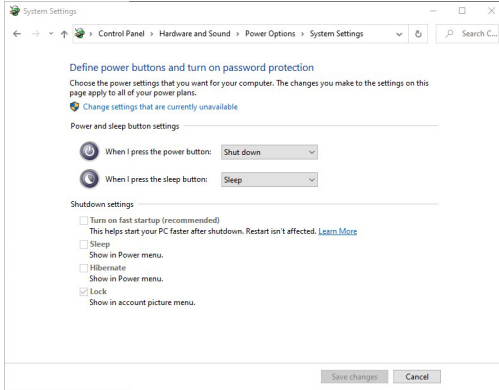 System Settings
Control Panel > Hardware and Sound > Power Options > System Settings
Search C...
Define power buttons and turn on password protection
Choose the power settings that you want for your computer. The changes you make to the settings on this
page apply to all of your power plans.
Change settings that are currently unavailable
Power and sleep button settings
When I press the power button: Shut down
When I press the sleep button: Sleep
Shutdown settings
Turn on fast startup (recommended)
This helps start your PC faster after shutdown. Restart isn't affected. Learn More
Sleep
Show in Power menu.
Hibernate
Show in Power menu.
Lock
Show in account picture menu.
Save changes Cancel